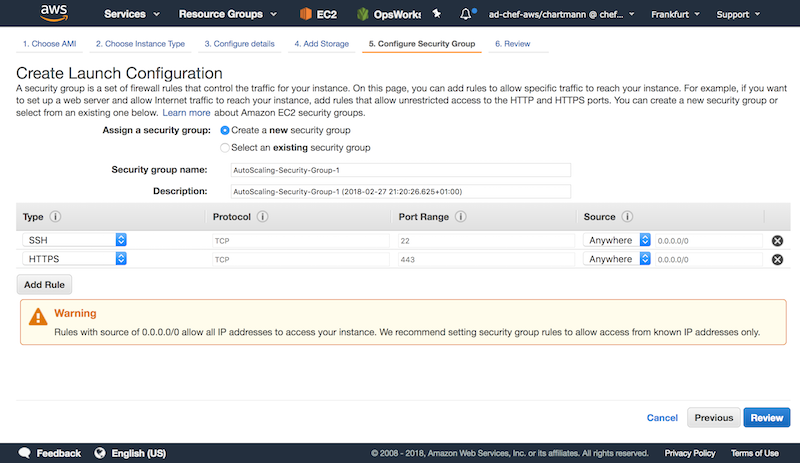 aws Services Resource Groups EC2 OpsWorks ad-chef-aws/chartmann @ chef... Frankfurt Support
1. Choose AMI 2. Choose Instance Type 3. Configure details 4. Add Storage 5. Configure Security Group 6. Review
Create Launch Configuration
A security group is a set of firewall rules that control the traffic for your instance. On this page, you can add rules to allow specific traffic to reach your instance. For example, if you want
to set up a web server and allow Internet traffic to reach your instance, add rules that allow unrestricted access to the HTTP and HTTPS ports. You can create a new security group or
select from an existing one below. Learn more about Amazon EC2 security groups.
Assign a security group: Create a new security group
Select an existing security group
Security group name: AutoScaling-Security-Group-1
Description: AutoScaling-Security-Group-1 (2018-02-27 21:20:26.625+01:00)
Type i Protocol i Port Range i Source i
SSH TCP 22 Anywhere 0.0.0.0/0
HTTPS TCP 443 Anywhere 0.0.0.0/0
Add Rule
Warning
Rules with source of 0.0.0.0/0 allow all IP addresses to access your instance. We recommend setting security group rules to allow access from known IP addresses only.
Cancel Previous Review
Feedback English (US) © 2008 - 2018, Amazon Web Services, Inc. or its affiliates. All rights reserved. Privacy Policy Terms of Use